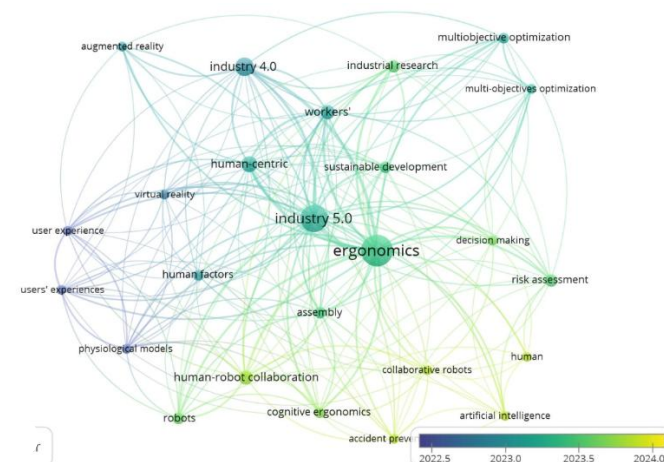 multiobjective optimization
augmented reality
industry 4.0
industrial research
multi-objectives optimization
workers'
human-centric
sustainable development
virtual reality
industry 5.0
user experience
decision making
ergonomics
human factors
risk assessment
users' experiences
assembly
physiological models
human
collaborative robots
human-robot collaboration
cognitive ergonomics
robots
artificial intelligence
accident preve
2022.5 2023.0 2023.5 2024.0